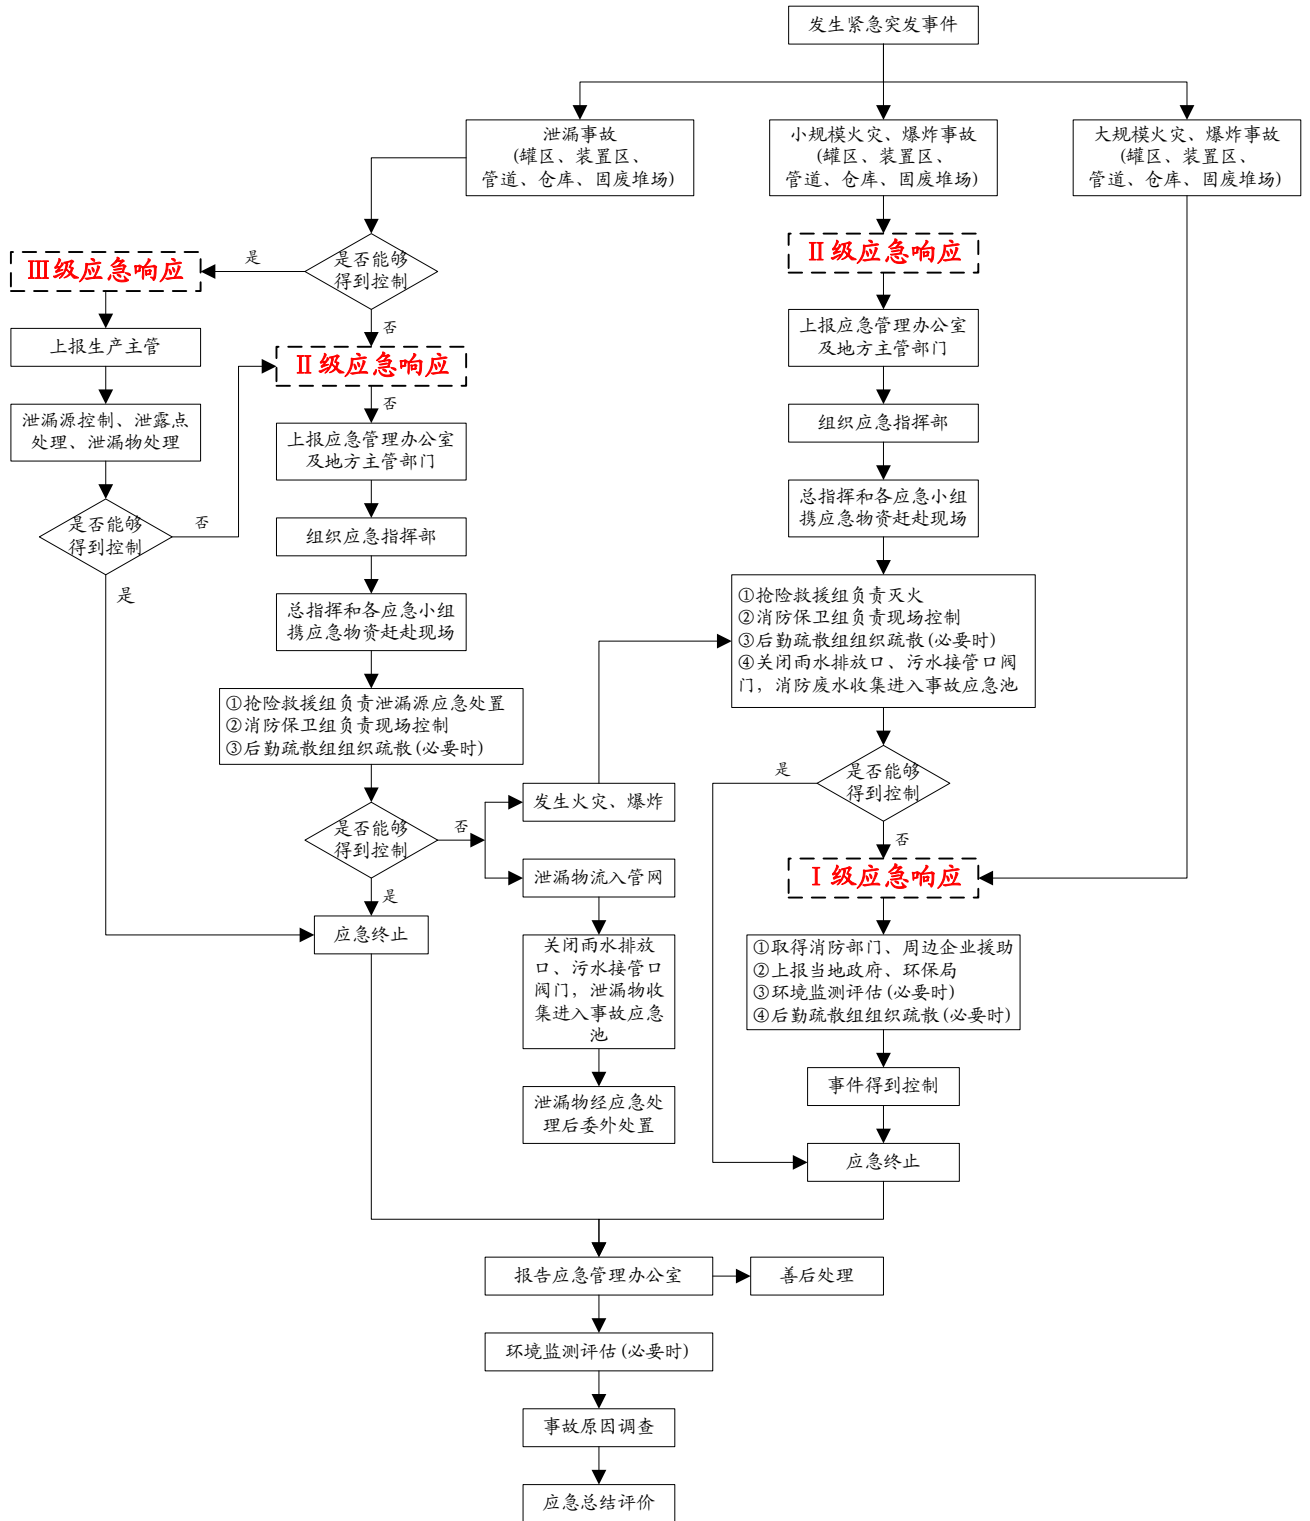 发生紧急突发事件
泄漏事故
(罐区、装置区、
管道、仓库、固废堆场)
小规模火灾、爆炸事故
(罐区、装置区、
管道、仓库、固废堆场)
大规模火灾、爆炸事故
(罐区、装置区、
管道、仓库、固废堆场)
是否能够
得到控制
是
否
Ⅲ级应急响应
上报生产主管
泄漏源控制、泄露点
处理、泄漏物处理
是否能够
得到控制
否
是
Ⅱ级应急响应
否
上报应急管理办公室
及地方主管部门
组织应急指挥部
总指挥和各应急小组
携应急物资赶赴现场
①抢险救援组负责泄漏源应急处置
②消防保卫组负责现场控制
③后勤疏散组组织疏散(必要时)
是否能够
得到控制
否
是
应急终止
发生火灾、爆炸
泄漏物流入管网
关闭雨水排放
口、污水接管口
阀门，泄漏物收
集进入事故应急
池
泄漏物经应急处
理后委外处置
Ⅱ级应急响应
上报应急管理办公室
及地方主管部门
组织应急指挥部
总指挥和各应急小组
携应急物资赶赴现场
①抢险救援组负责灭火
②消防保卫组负责现场控制
③后勤疏散组组织疏散(必要时)
④关闭雨水排放口、污水接管口阀
门，消防废水收集进入事故应急池
是否能够
得到控制
是
否
Ⅰ级应急响应
①取得消防部门、周边企业援助
②上报当地政府、环保局
③环境监测评估(必要时)
④后勤疏散组组织疏散(必要时)
事件得到控制
应急终止
报告应急管理办公室
善后处理
环境监测评估(必要时)
事故原因调查
应急总结评价